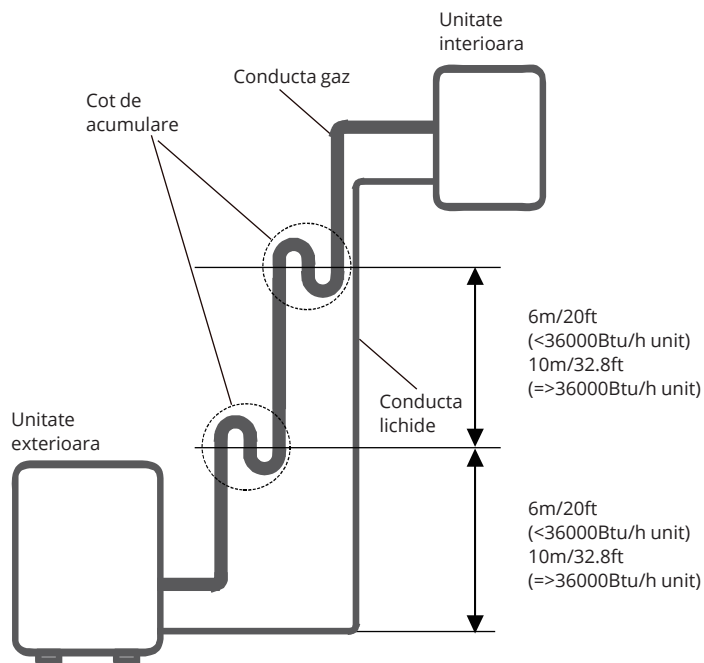 Unitate
interioara
Conducta gaz
Cot de
acumulare
6m/20ft
(<36000Btu/h unit)
10m/32.8ft
(=>36000Btu/h unit)
Conducta
lichide
Unitate
exterioara
6m/20ft
(<36000Btu/h unit)
10m/32.8ft
(=>36000Btu/h unit)